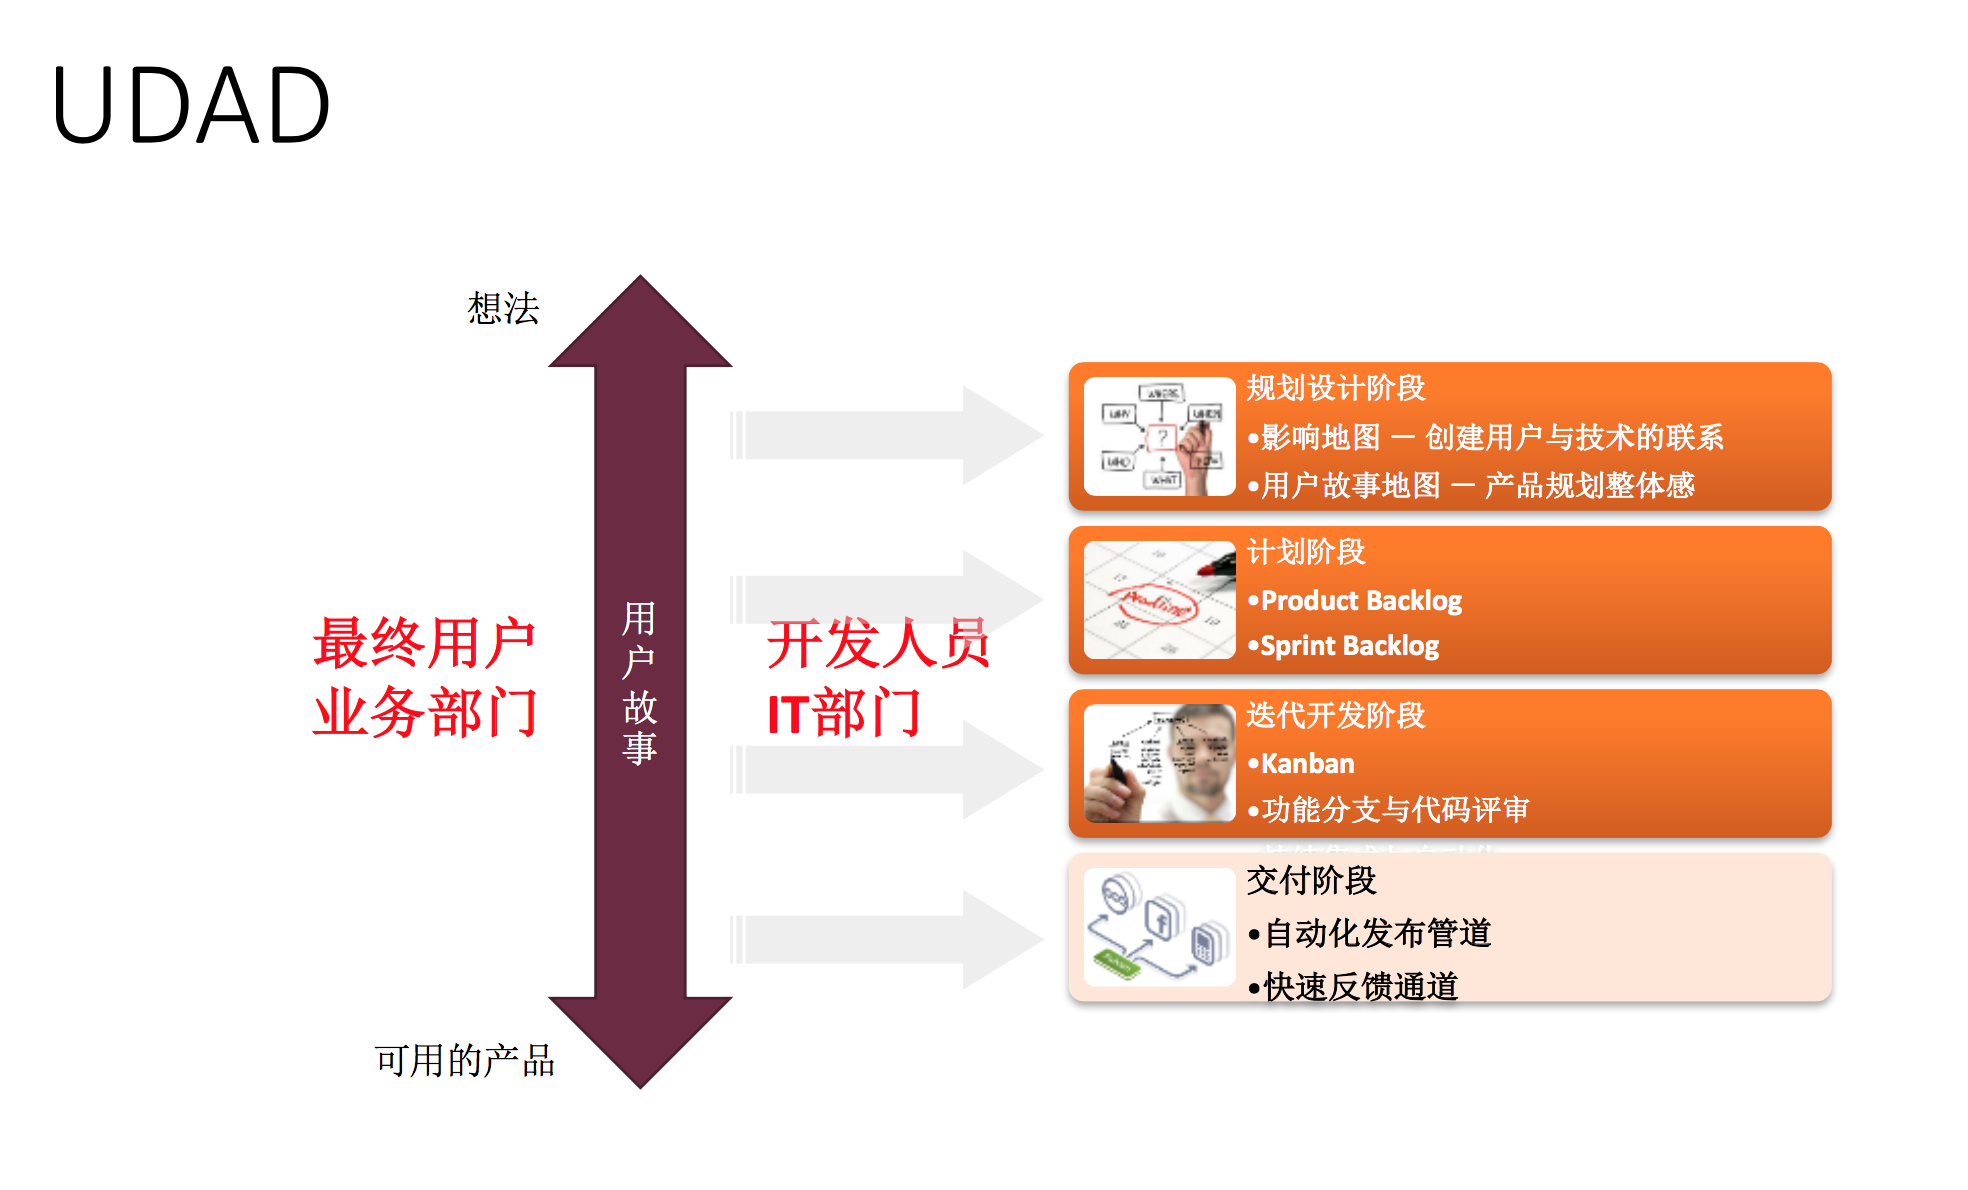 UDAD
想法
最终用户
业务部门
用户故事
开发人员
IT部门
可用的产品
规划设计阶段
•影响地图 — 创建用户与技术的联系
•用户故事地图 — 产品规划整体感
WHERE
WHY
WHEN
?
WHO
WHAT
计划阶段
•Product Backlog
•Sprint Backlog
迭代开发阶段
•Kanban
•功能分支与代码评审
交付阶段
•自动化发布管道
•快速反馈通道